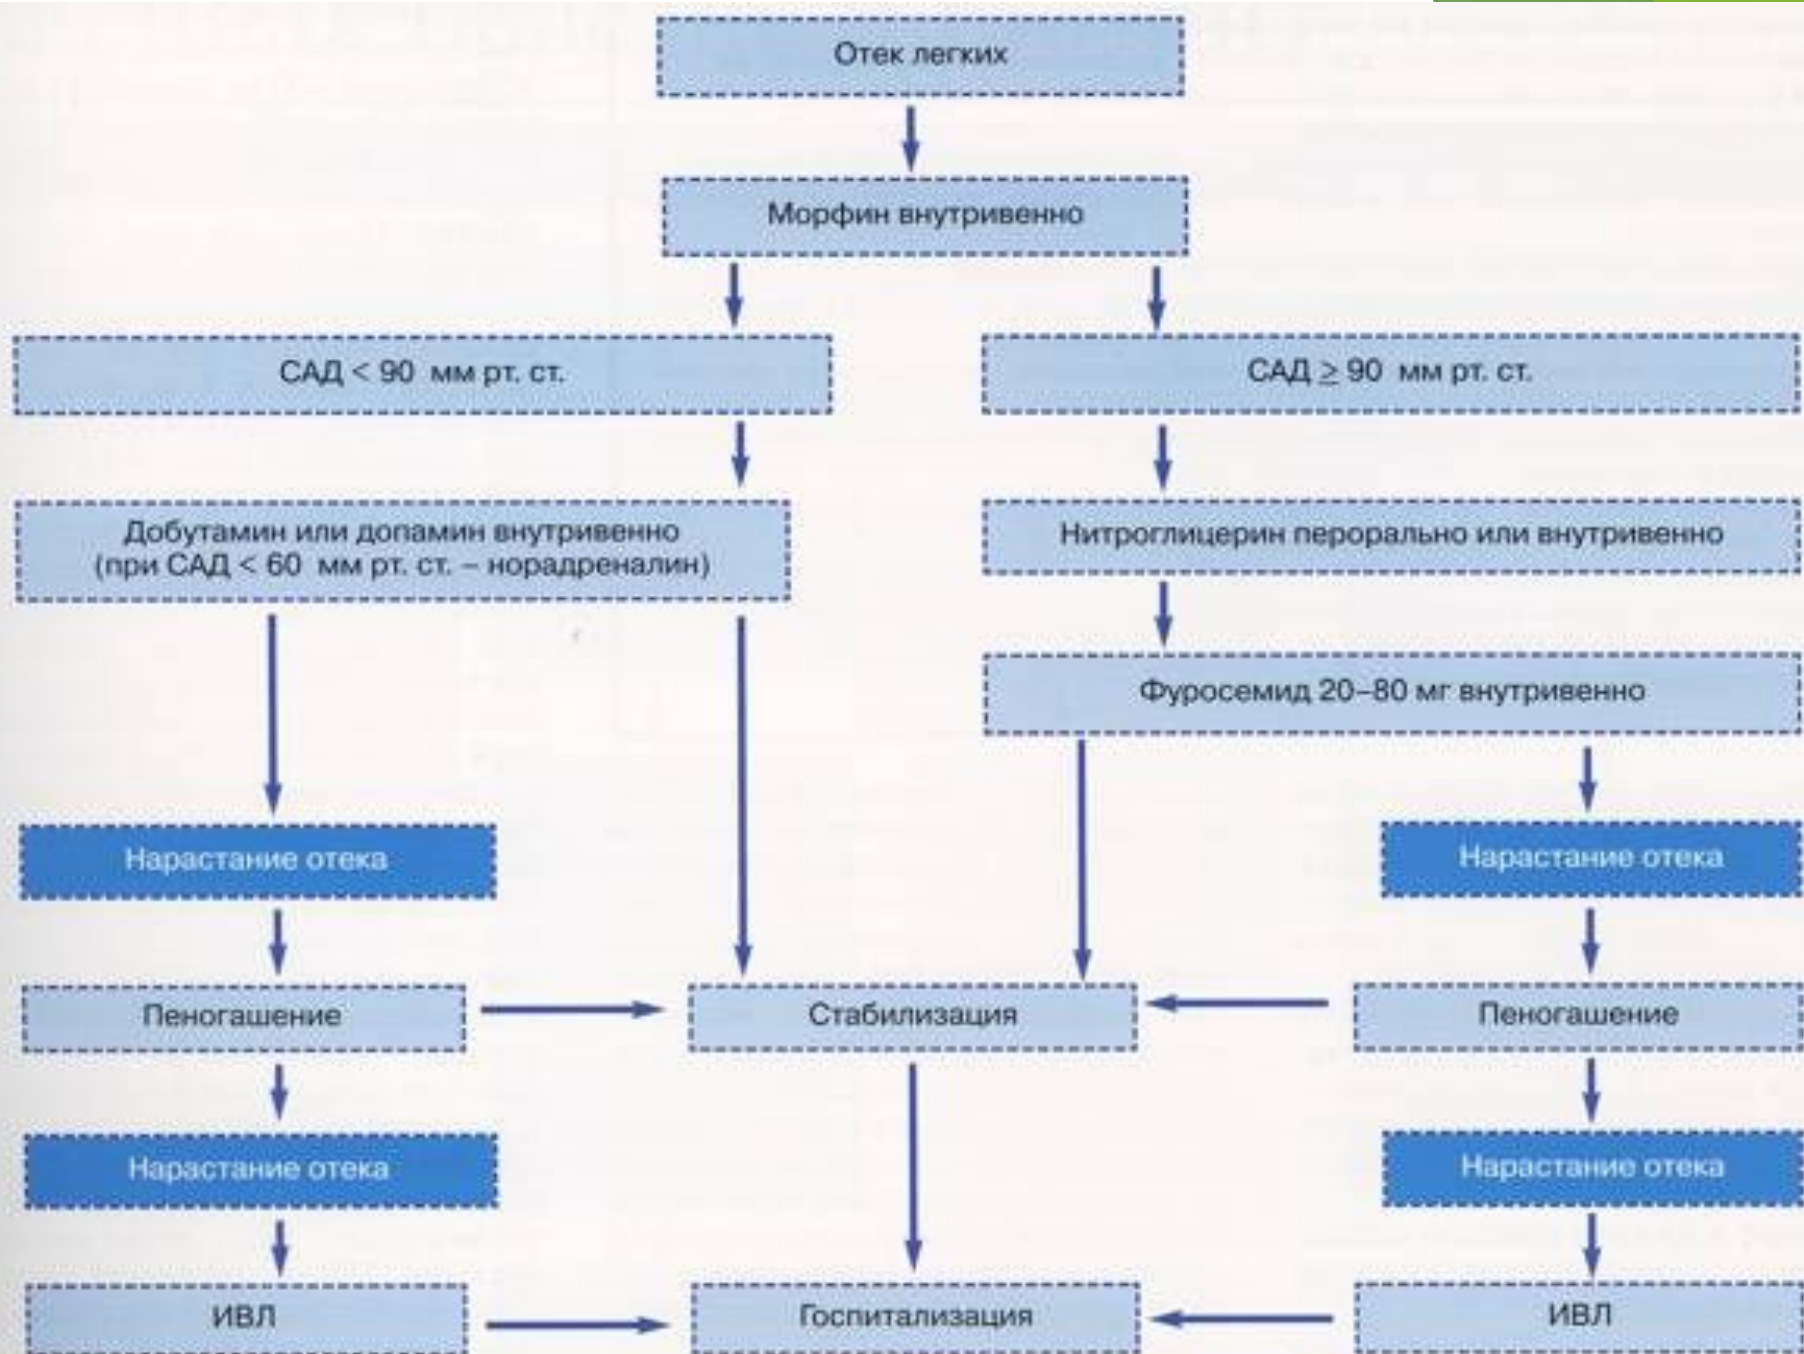 Отек легких
Морфин внутривенно
САД < 90 мм рт. ст.
САД ≥ 90 мм рт. ст.
Добутамин или допамин внутривенно
(при САД < 60 мм рт. ст. – норадреналин)
Нитроглицерин перорально или внутривенно
Фуросемид 20–80 мг внутривенно
Нарастание отека
Нарастание отека
Пеногашение
Стабилизация
Пеногашение
Нарастание отека
Нарастание отека
ИВЛ
Госпитализация
ИВЛ